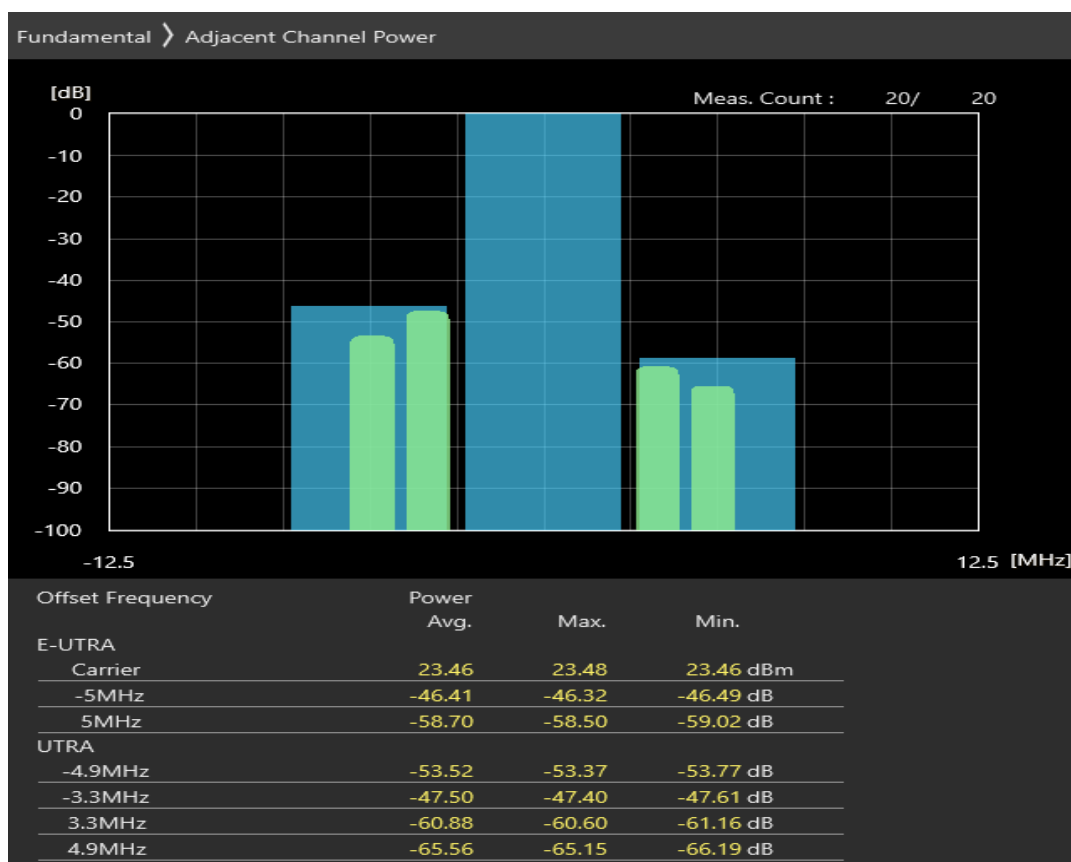 Fundamental 〉 Adjacent Channel Power
[dB]
Meas. Count : 20/ 20
0
-10
-20
-30
-40
-50
-60
-70
-80
-90
-100
-12.5 12.5 [MHz]
Offset Frequency Power
Avg. Max. Min.
E-UTRA
Carrier 23.46 23.48 23.46 dBm
-5MHz -46.41 -46.32 -46.49 dB
5MHz -58.70 -58.50 -59.02 dB
UTRA
-4.9MHz -53.52 -53.37 -53.77 dB
-3.3MHz -47.50 -47.40 -47.61 dB
3.3MHz -60.88 -60.60 -61.16 dB
4.9MHz -65.56 -65.15 -66.19 dB